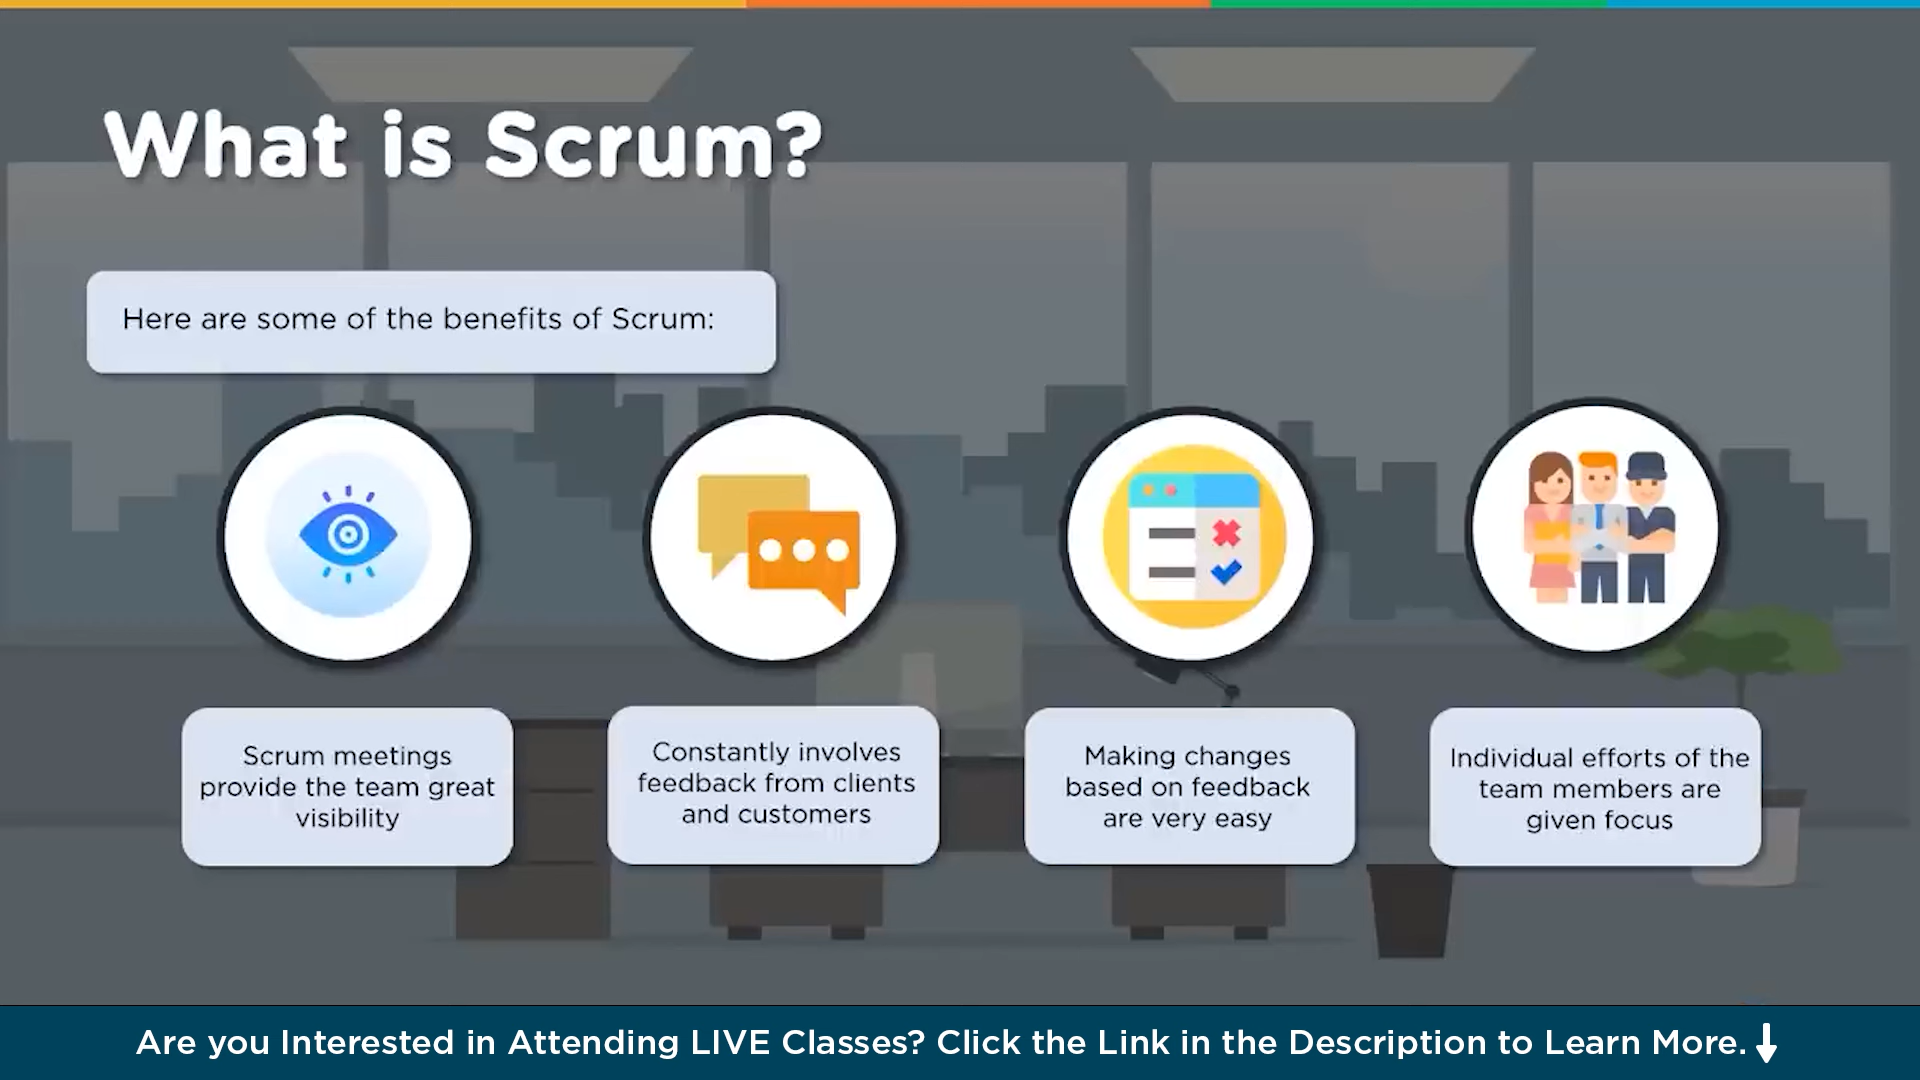 What is Scrum?
Here are some of the benefits of Scrum:
Scrum meetings
provide the team great
visibility
Constantly involves
feedback from clients
and customers
Making changes
based on feedback
are very easy
Individual efforts of the
team members are
given focus
Are you Interested in Attending LIVE Classes? Click the Link in the Description to Learn More.